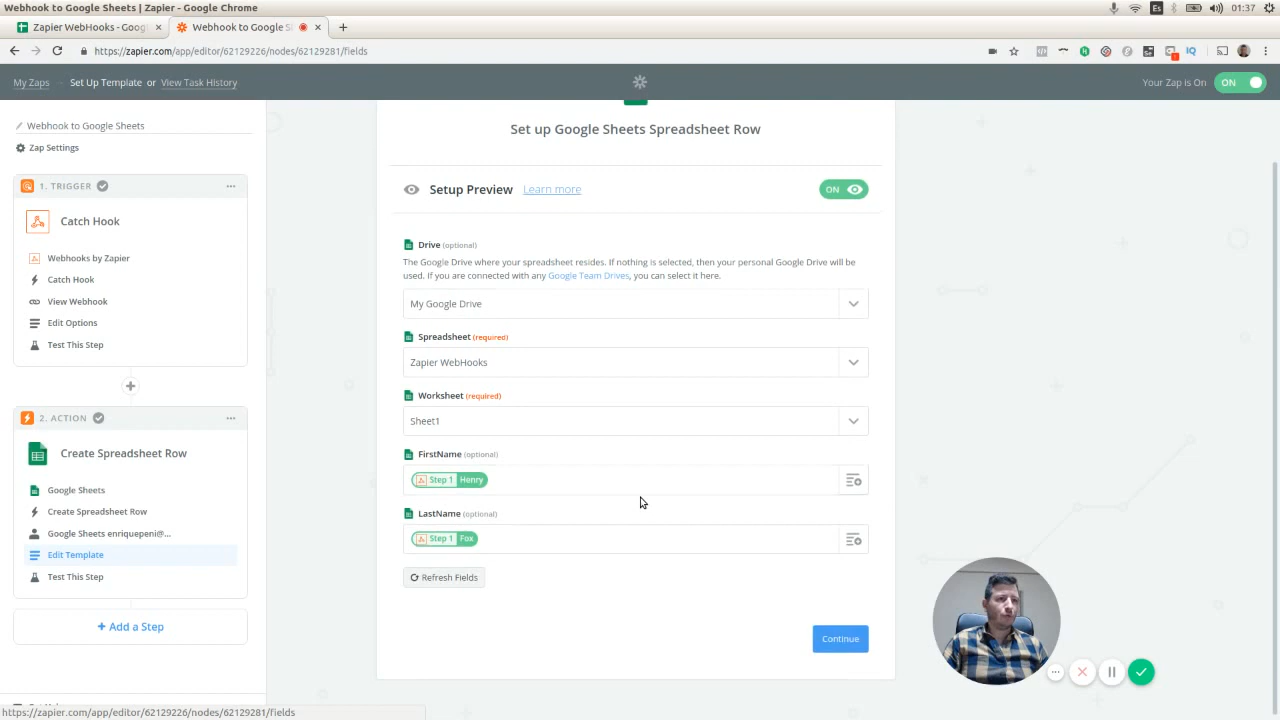 Webhook to Google Sheets | Zapier - Google Chrome
Es
01:37
Zapier WebHooks - Googl
Webhook to Google S
https://zapier.com/app/editor/62129226/nodes/62129281/fields
IQ
My Zaps
Set Up Template or View Task History
Your Zap is On
ON
Webhook to Google Sheets
Zap Settings
1. TRIGGER
Catch Hook
Webhooks by Zapier
Catch Hook
View Webhook
Edit Options
Test This Step
2. ACTION
Create Spreadsheet Row
Google Sheets
Create Spreadsheet Row
Google Sheets enriquepeni@...
Edit Template
Test This Step
+ Add a Step
Set up Google Sheets Spreadsheet Row
Setup Preview Learn more
ON
Drive (optional)
The Google Drive where your spreadsheet resides. If nothing is selected, then your personal Google Drive will be
used. If you are connected with any Google Team Drives, you can select it here.
My Google Drive
Spreadsheet (required)
Zapier WebHooks
Worksheet (required)
Sheet1
FirstName (optional)
Step 1 Henry
LastName (optional)
Step 1 Fox
Refresh Fields
Continue
https://zapier.com/app/editor/62129226/nodes/62129281/fields